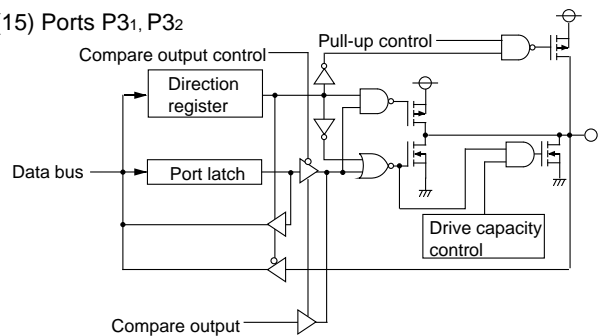 (15) Ports P31, P32
Pull-up control
Compare output control
Direction
register
Data bus
Port latch
Drive capacity
control
Compare output